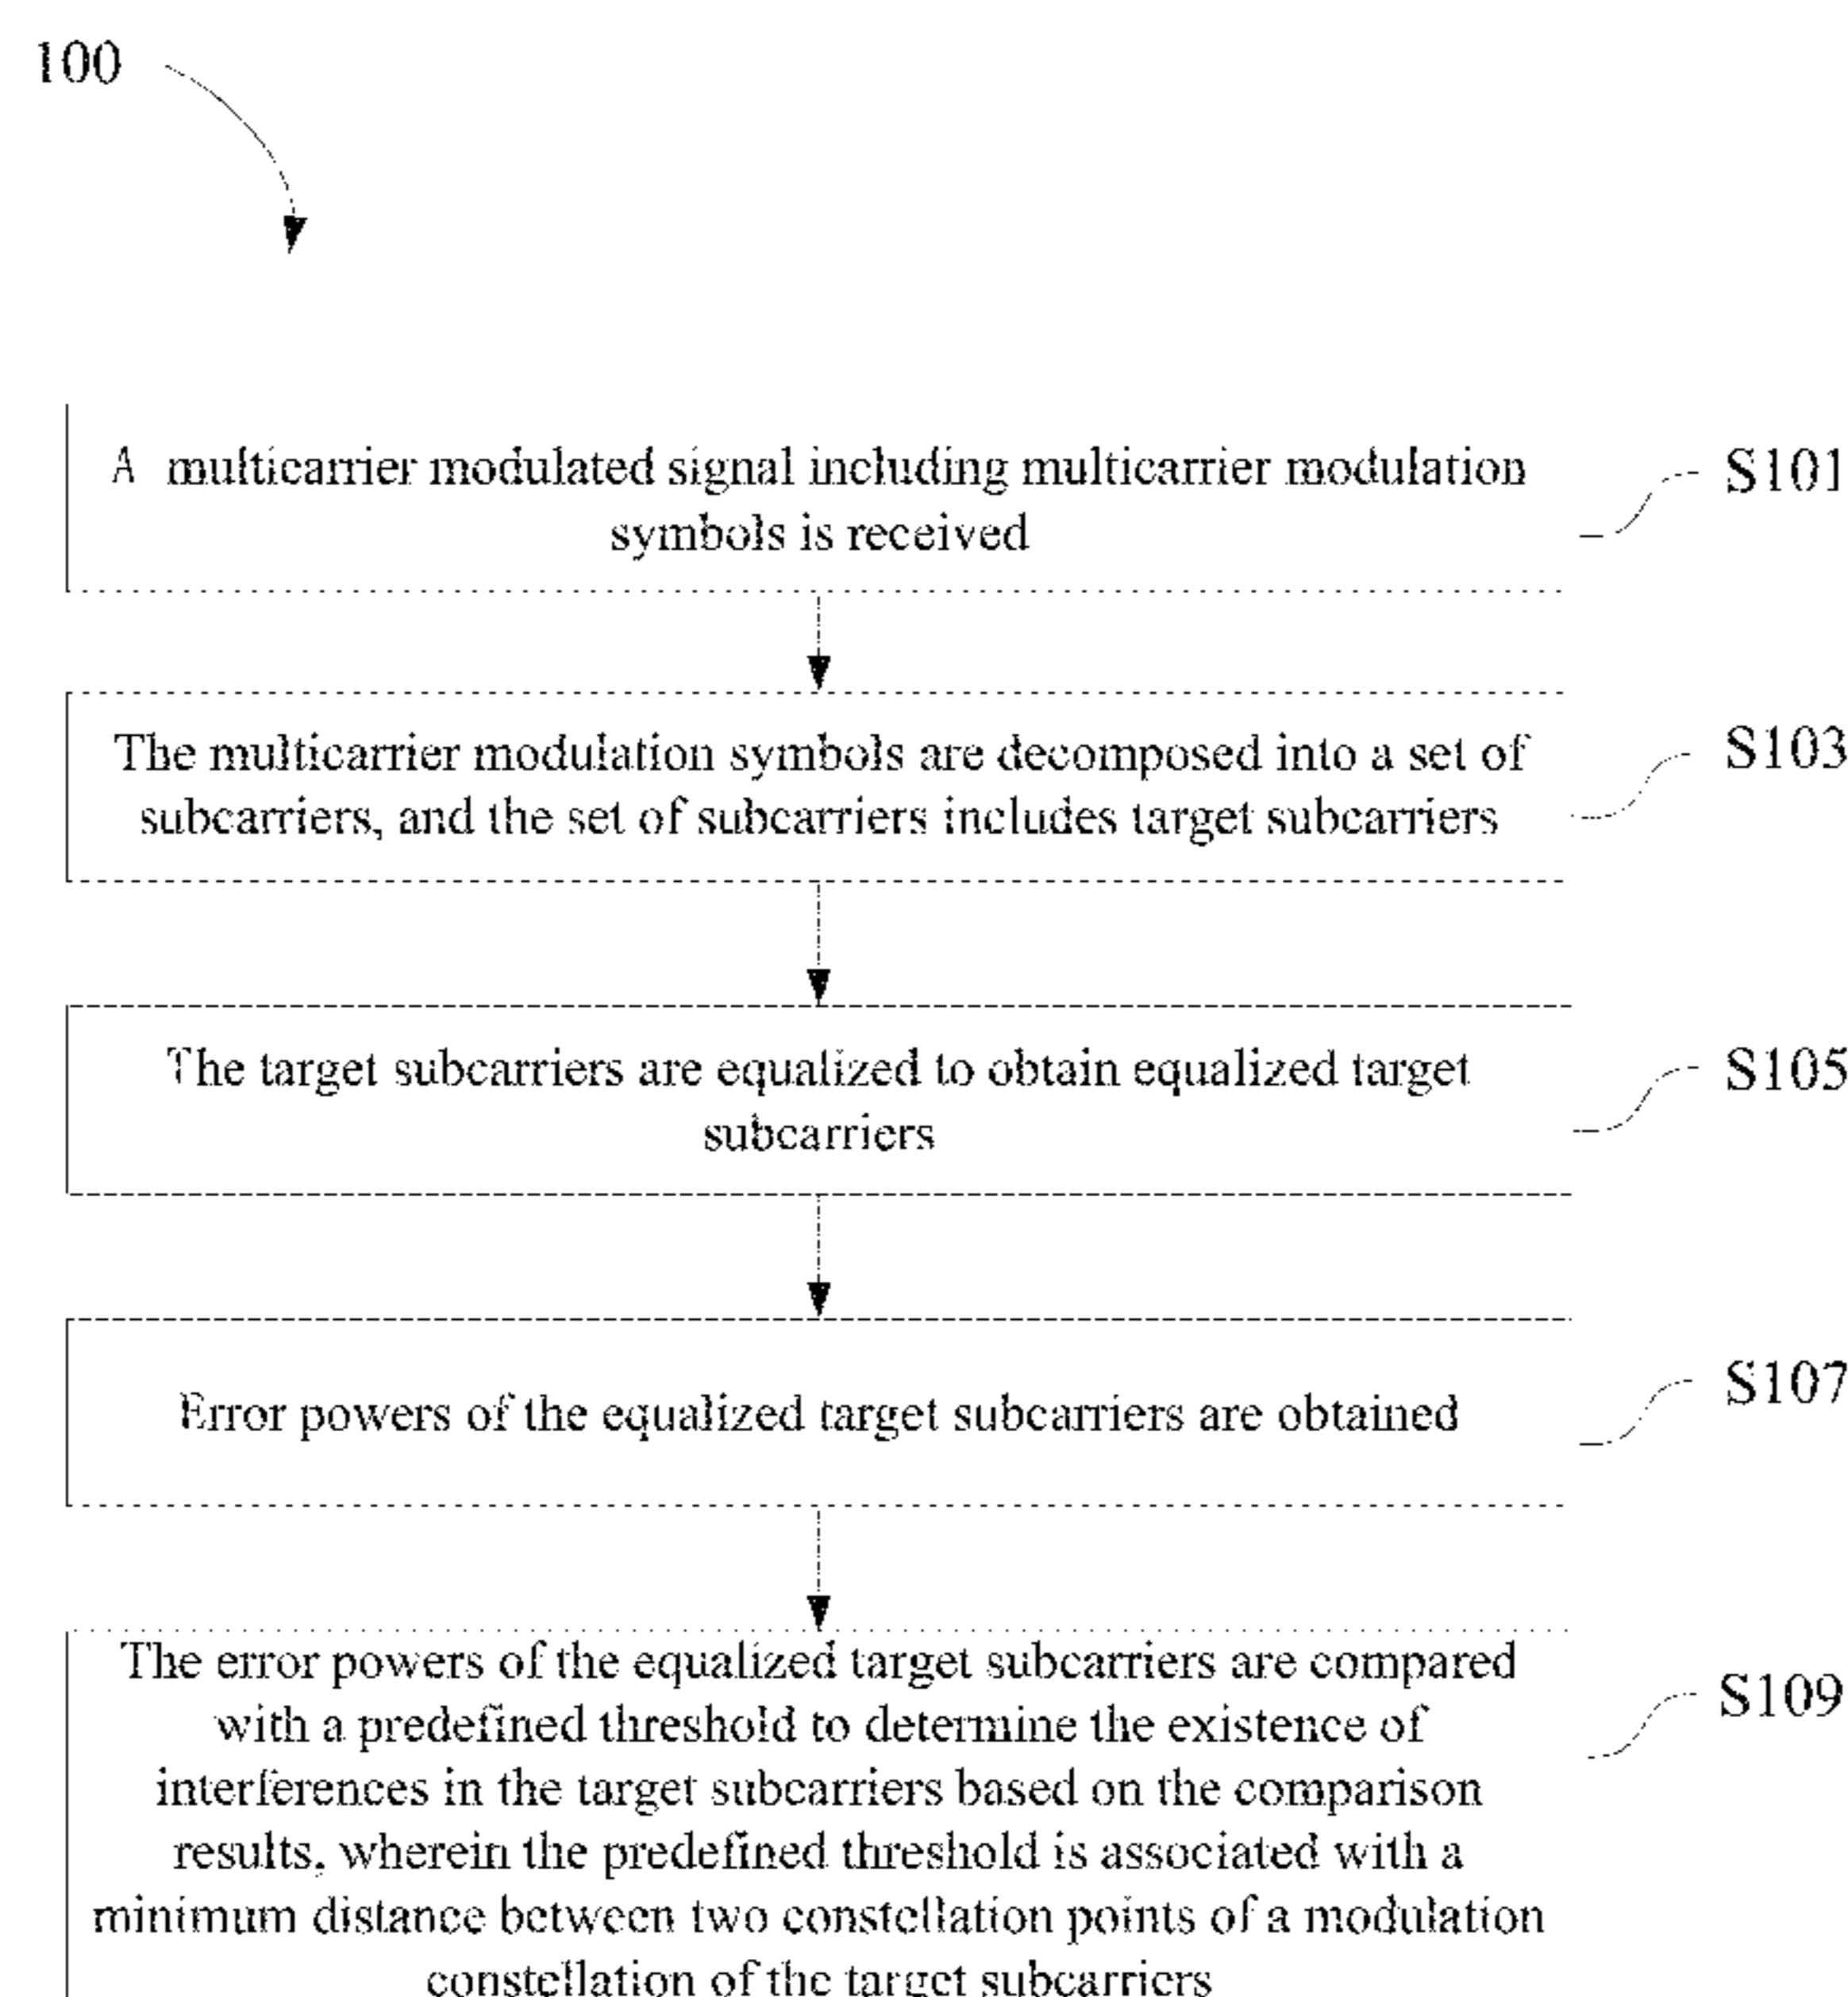 100
A multicarrier modulated signal including multicarrier modulation
symbols is received
S101
The multicarrier modulation symbols are decomposed into a set of
subcarriers, and the set of subcarriers includes target subcarriers
S103
The target subcarriers are equalized to obtain equalized target
subcarriers
S105
Error powers of the equalized target subcarriers are obtained
S107
The error powers of the equalized target subcarriers are compared
with a predefined threshold to determine the existence of
interferences in the target subcarriers based on the comparison
results, wherein the predefined threshold is associated with a
minimum distance between two constellation points of a modulation
constellation of the target subcarriers
S109